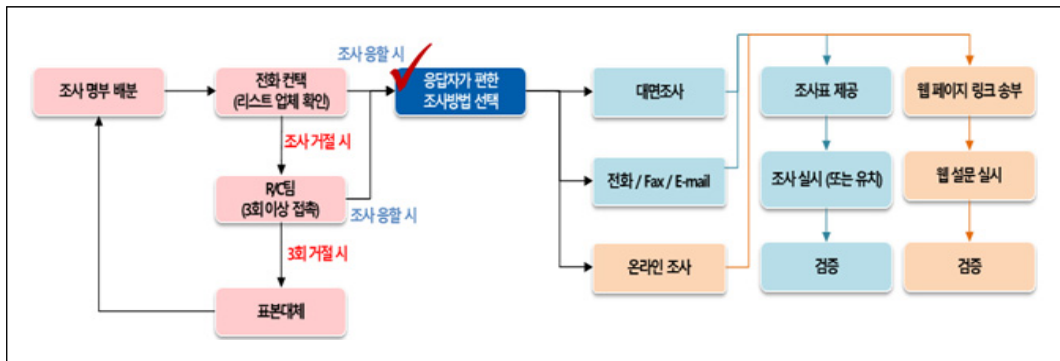 조사 명부 배분
전화 컨택
(리스트 업체 확인)
조사 응할 시
응답자가 편한
조사방법 선택
조사 거절 시
R/C팀
(3회 이상 접촉)
조사 응할 시
3회 거절 시
표본대체
대면조사
전화 / Fax / E-mail
온라인 조사
조사표 제공
조사 실시 (또는 유치)
검증
웹 페이지 링크 송부
웹 설문 실시
검증